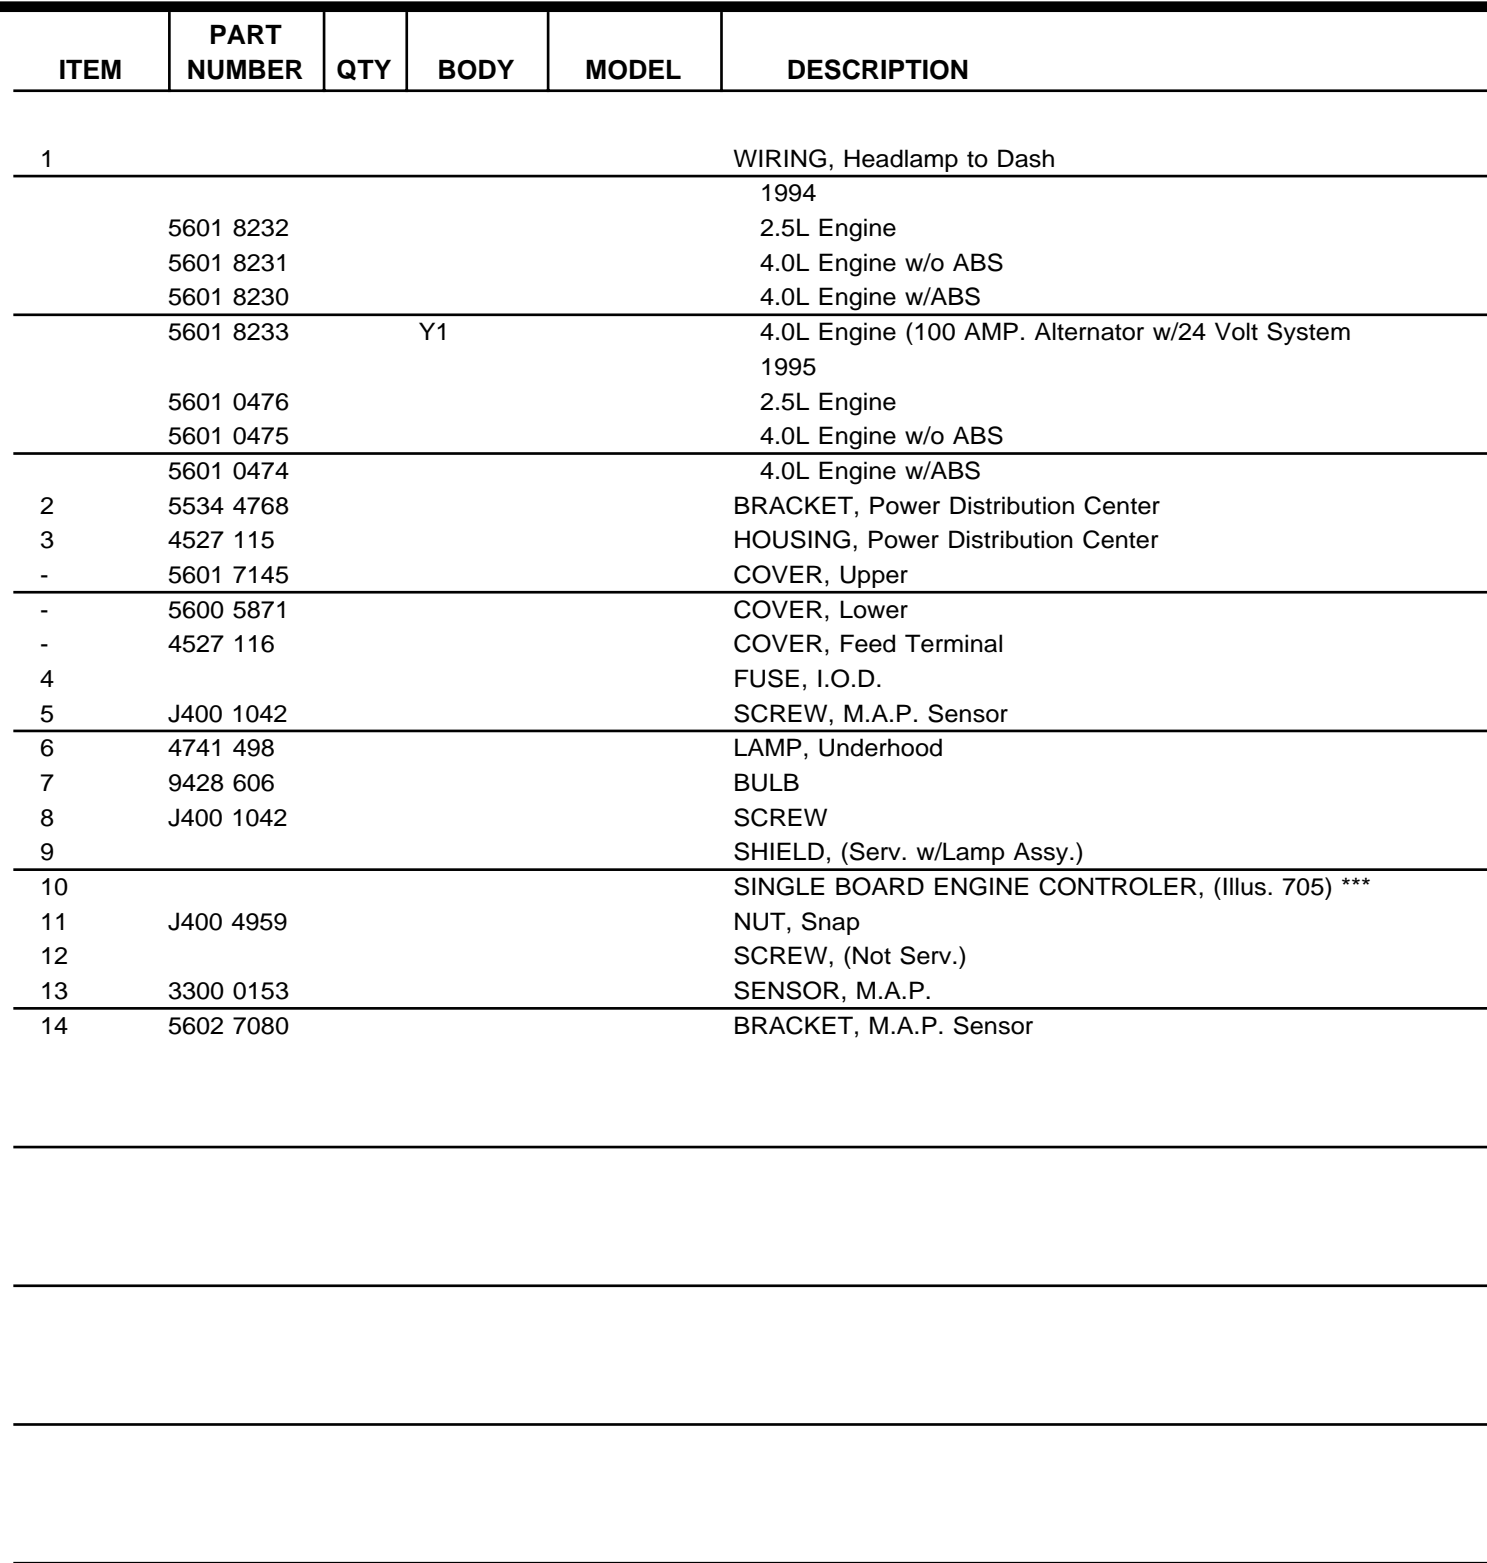 PART
ITEM NUMBER QTY BODY MODEL DESCRIPTION
1 WIRING, Headlamp to Dash
1994
5601 8232 2.5L Engine
5601 8231 4.0L Engine w/o ABS
5601 8230 4.0L Engine w/ABS
5601 8233 Y1 4.0L Engine (100 AMP. Alternator w/24 Volt System
1995
5601 0476 2.5L Engine
5601 0475 4.0L Engine w/o ABS
5601 0474 4.0L Engine w/ABS
2 5534 4768 BRACKET, Power Distribution Center
3 4527 115 HOUSING, Power Distribution Center
- 5601 7145 COVER, Upper
- 5600 5871 COVER, Lower
- 4527 116 COVER, Feed Terminal
4 FUSE, I.O.D.
5 J400 1042 SCREW, M.A.P. Sensor
6 4741 498 LAMP, Underhood
7 9428 606 BULB
8 J400 1042 SCREW
9 SHIELD, (Serv. w/Lamp Assy.)
10 SINGLE BOARD ENGINE CONTROLER, (Illus. 705) ***
11 J400 4959 NUT, Snap
12 SCREW, (Not Serv.)
13 3300 0153 SENSOR, M.A.P.
14 5602 7080 BRACKET, M.A.P. Sensor